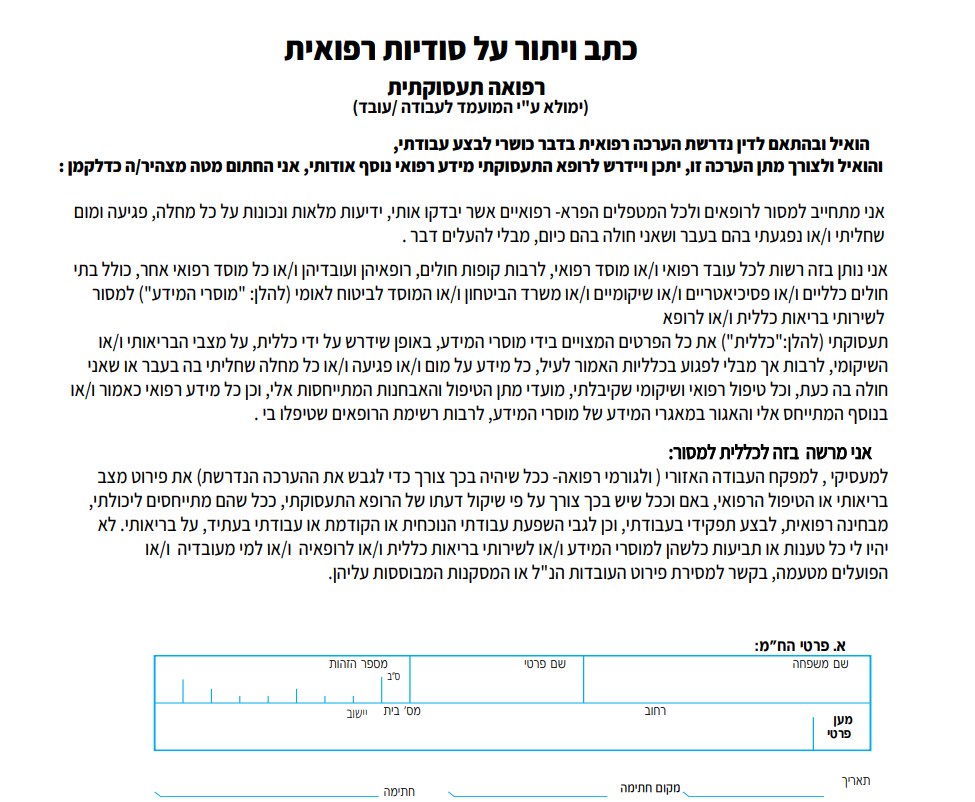 כתב ויתור על סודיות רפואית
רפואה תעסוקתית
(ימולא ע"י המועמד לעבודה /עובד)
הואיל ובהתאם לדין נדרשת הערכה רפואית בדבר כושרי לבצע עבודתי,
והואיל ולצורך מתן הערכה זו, יתכן ויידרש לרופא התעסוקתי מידע רפואי נוסף אודותי, אני החתום מטה מצהיר/ה כדלקמן :
אני מתחייב למסור לרופאים ולכל המטפלים הפרא- רפואיים אשר יבדקו אותי, ידיעות מלאות ונכונות על כל מחלה, פגיעה ומום
שחליתי ו/או נפגעתי בהם בעבר ושאני חולה בהם כיום, מבלי להעלים דבר .
אני נותן בזה רשות לכל עובד רפואי ו/או מוסד רפואי, לרבות קופות חולים, רופאיהן ועובדיהן ו/או כל מוסד רפואי אחר, כולל בתי
חולים כלליים ו/או פסיכיאטריים ו/או שיקומיים ו/או משרד הביטחון ו/או המוסד לביטוח לאומי (להלן: "מוסרי המידע") למסור
לשירותי בריאות כללית ו/או לרופא
תעסוקתי (להלן:"כללית") את כל הפרטים המצויים בידי מוסרי המידע, באופן שידרש על ידי כללית, על מצבי הבריאותי ו/או
השיקומי, לרבות אך מבלי לפגוע בכלליות האמור לעיל, כל מידע על מום ו/או פגיעה ו/או כל מחלה שחליתי בה בעבר או שאני
חולה בה כעת, וכל טיפול רפואי ושיקומי שקיבלתי, מועדי מתן הטיפול והאבחנות המתייחסות אלי, וכן כל מידע רפואי כאמור ו/או
בנוסף המתייחס אלי והאגור במאגרי המידע של מוסרי המידע, לרבות רשימת הרופאים שטיפלו בי .
אני מרשה בזה לכללית למסור:
למעסיקי , למפקח העבודה האזורי ( ולגורמי רפואה- ככל שיהיה בכך צורך כדי לגבש את ההערכה הנדרשת) את פירוט מצב
בריאותי או הטיפול הרפואי, באם וככל שיש בכך צורך על פי שיקול דעתו של הרופא התעסוקתי, ככל שהם מתייחסים ליכולתי,
מבחינה רפואית, לבצע תפקידי בעבודתי, וכן לגבי השפעת עבודתי הנוכחית או הקודמת או עבודתי בעתיד, על בריאותי. לא
יהיו לי כל טענות או תביעות כלשהן למוסרי המידע ו/או לשירותי בריאות כללית ו/או לרופאיה ו/או למי מעובדיה ו/או
הפועלים מטעמה, בקשר למסירת פירוט העובדות הנ"ל או המסקנות המבוססות עליהן.
א. פרטי הח"מ:
שם משפחה שם פרטי מספר הזהות
ס"ב
רחוב מס' בית יישוב
מען
פרטי
תאריך מקום חתימה חתימה